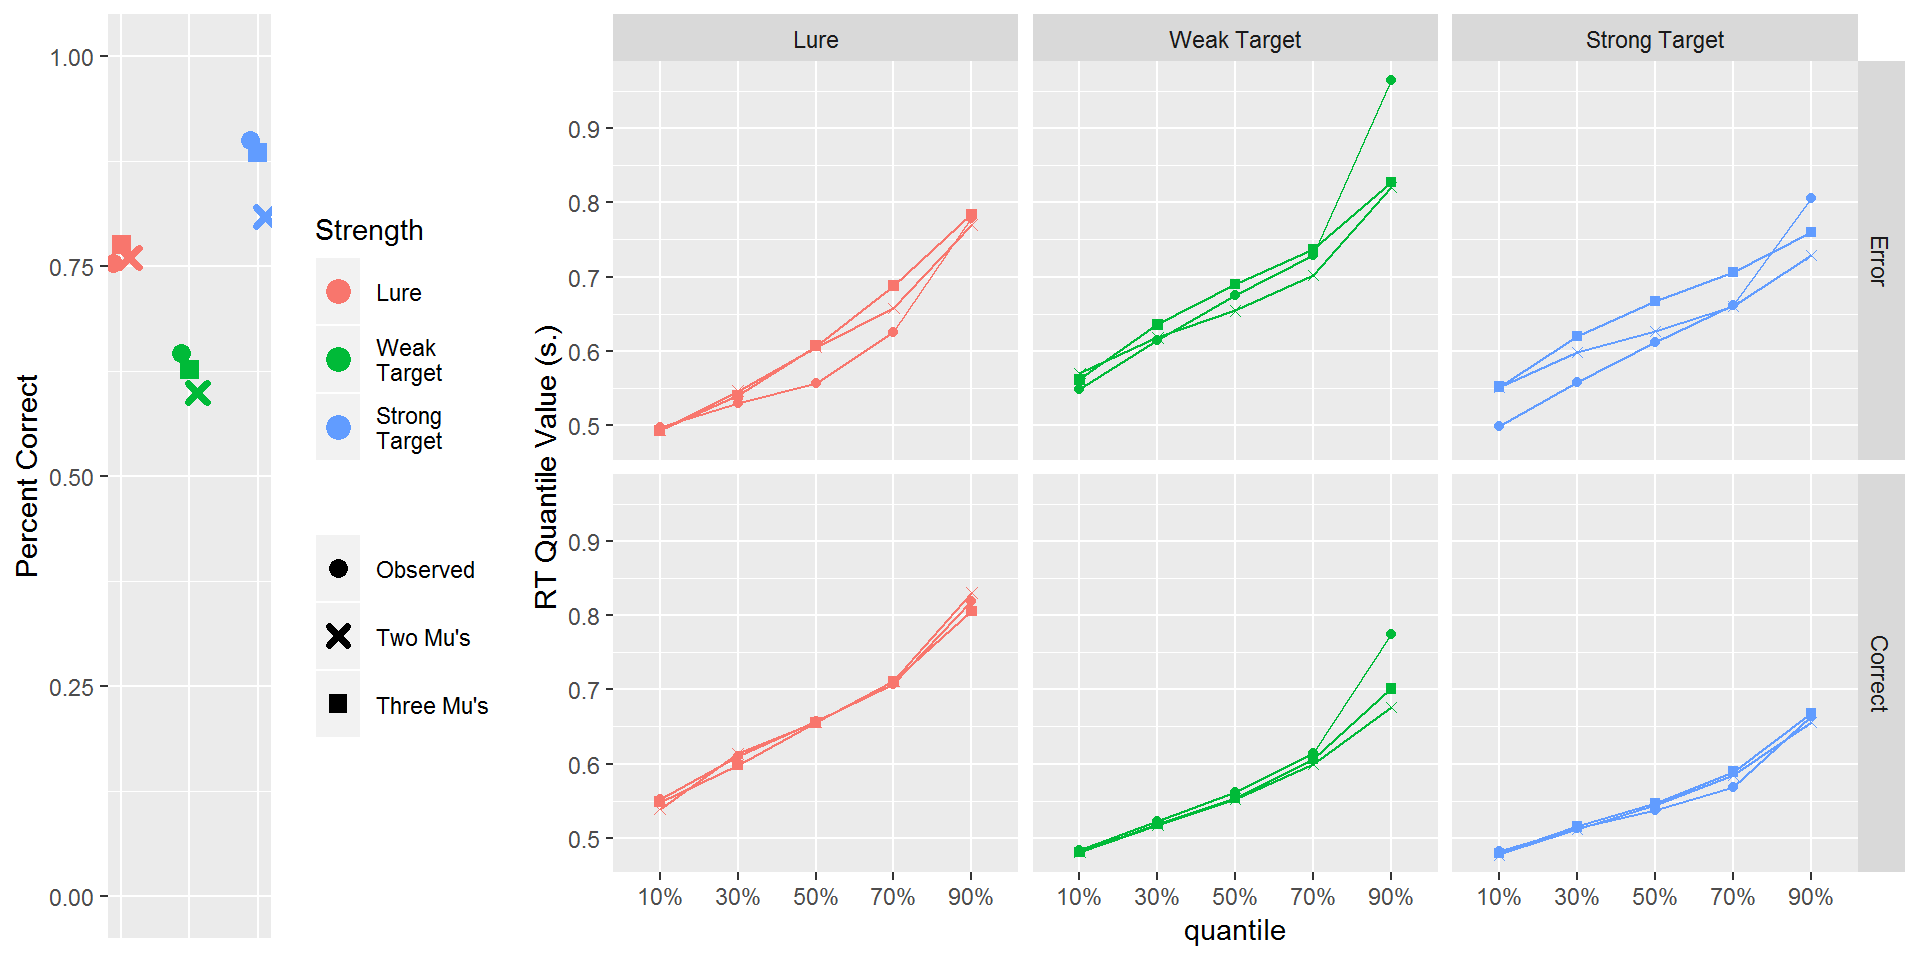 Percent Correct
1.00
0.75
0.50
0.25
0.00
Strength
Lure
Weak
Target
Strong
Target
Observed
Two Mu's
Three Mu's
RT Quantile Value (s.)
Lure
Weak Target
Strong Target
0.9
0.8
0.7
0.6
0.5
Error
0.9
0.8
0.7
0.6
0.5
Correct
10% 30% 50% 70% 90%
10% 30% 50% 70% 90%
10% 30% 50% 70% 90%
quantile